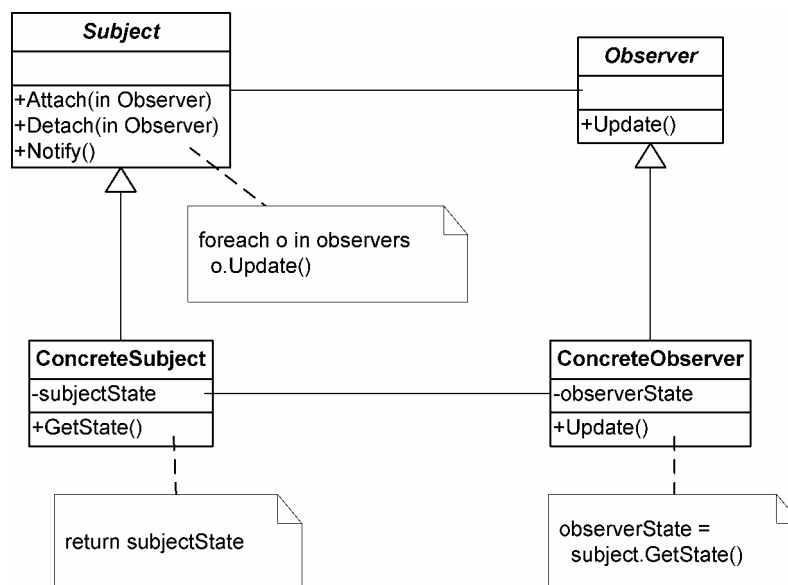 Subject
+Attach(in Observer)
+Detach(in Observer)
+Notify()
Observer
+Update()
foreach o in observers
o.Update()
ConcreteSubject
-subjectState
+GetState()
ConcreteObserver
-observerState
+Update()
return subjectState
observerState =
subject.GetState()